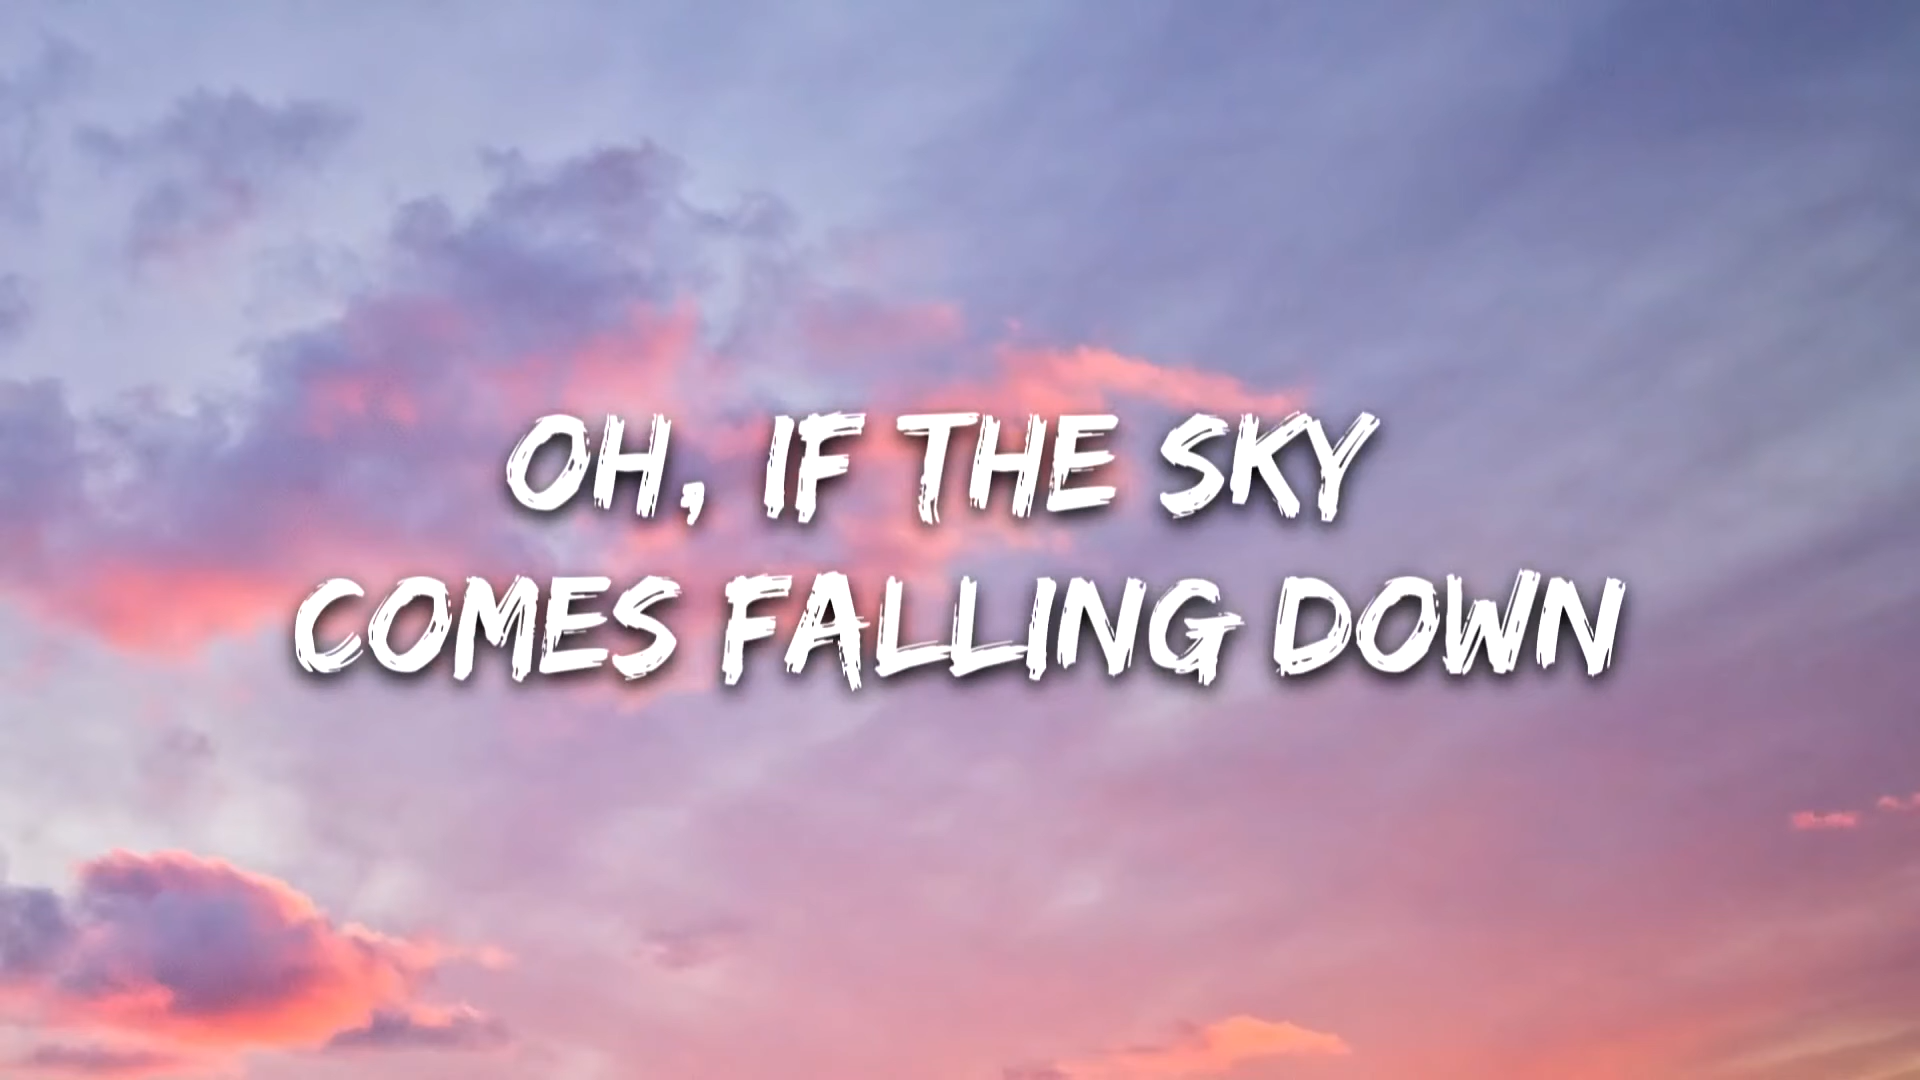 OH, IF THE SKY
COMES FALLING DOWN